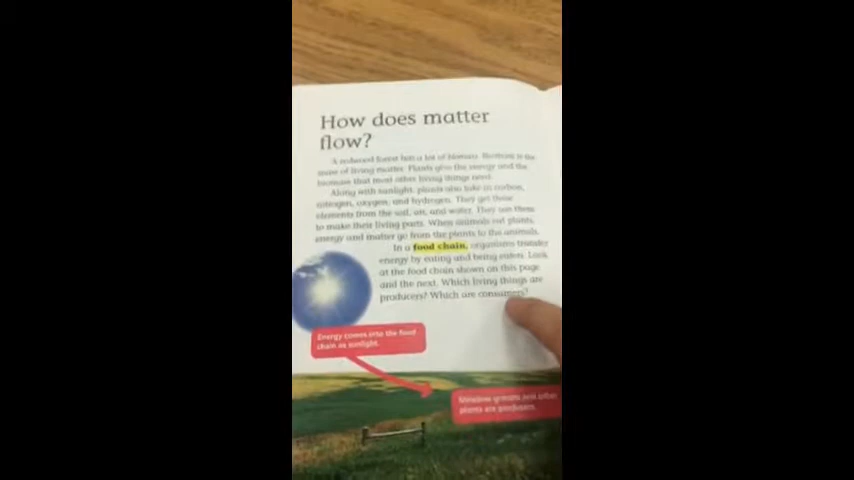 How does matter
flow?
A redwood forest has a lot of biomass. Biomass is the
mass of living matter. Plants give the energy and the
biomass that most other living things need.
Along with sunlight, plants also take in carbon,
nitrogen, oxygen, and hydrogen. They get these
elements from the soil, air, and water. They use them
to make their living parts. When animals eat plants,
energy and matter go from the plants to the animals.
In a food chain, organisms transfer
energy by eating and being eaten. Look
at the food chain shown on this page
and the next. Which living things are
producers? Which are consumers?
Energy comes into the food
chain as sunlight.
Meadow grasses and other
plants are producers.